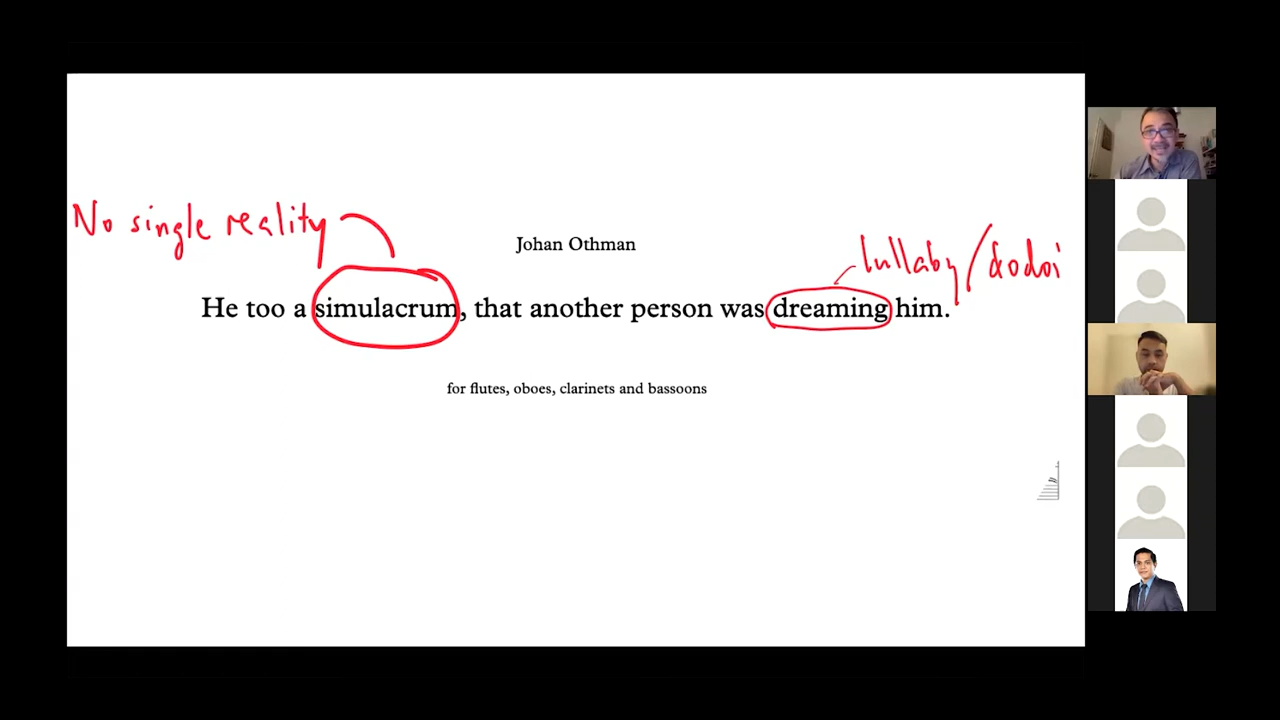 No single reality
Johan Othman
lullaby/dodoi
He too a simulacrum, that another person was dreaming him.
for flutes, oboes, clarinets and bassoons